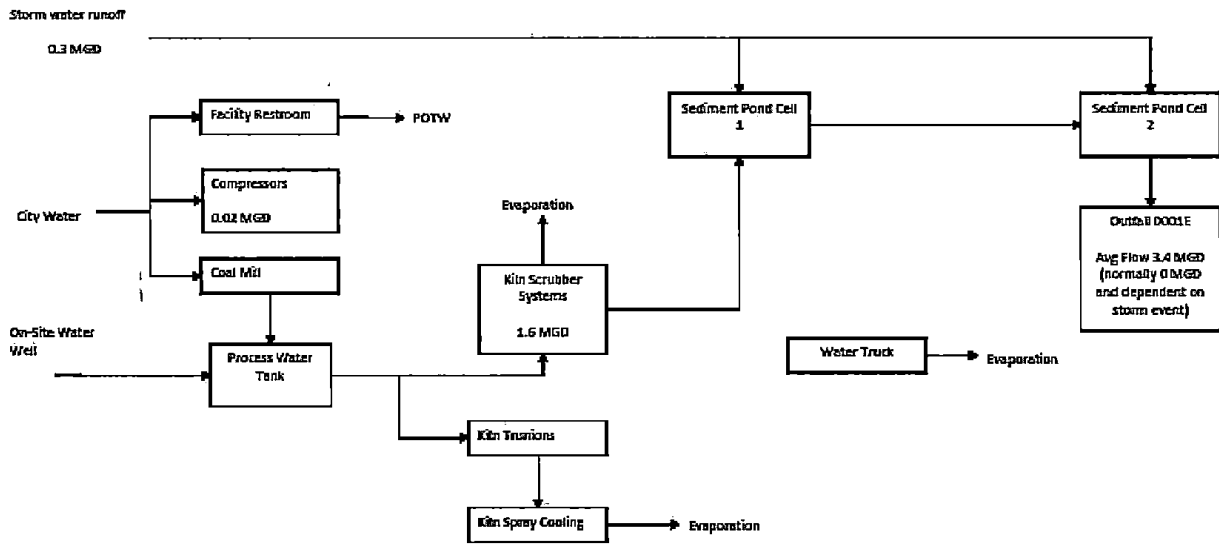 Storm water runoff
0.3 MGD
Facility Restroom
POTW
Compressors
0.02 MGD
City Water
Coal Mill
On-Site Water
Well
Process Water
Tank
Evaporation
Kiln Scrubber
Systems
1.6 MGD
Kiln Trunions
Kiln Spray Cooling
Evaporation
Sediment Pond Cell
1
Sediment Pond Cell
2
Outfall 0001E
Avg Flow 3.4 MGD
(normally 0 MGD
and dependent on
storm event)
Water Truck
Evaporation